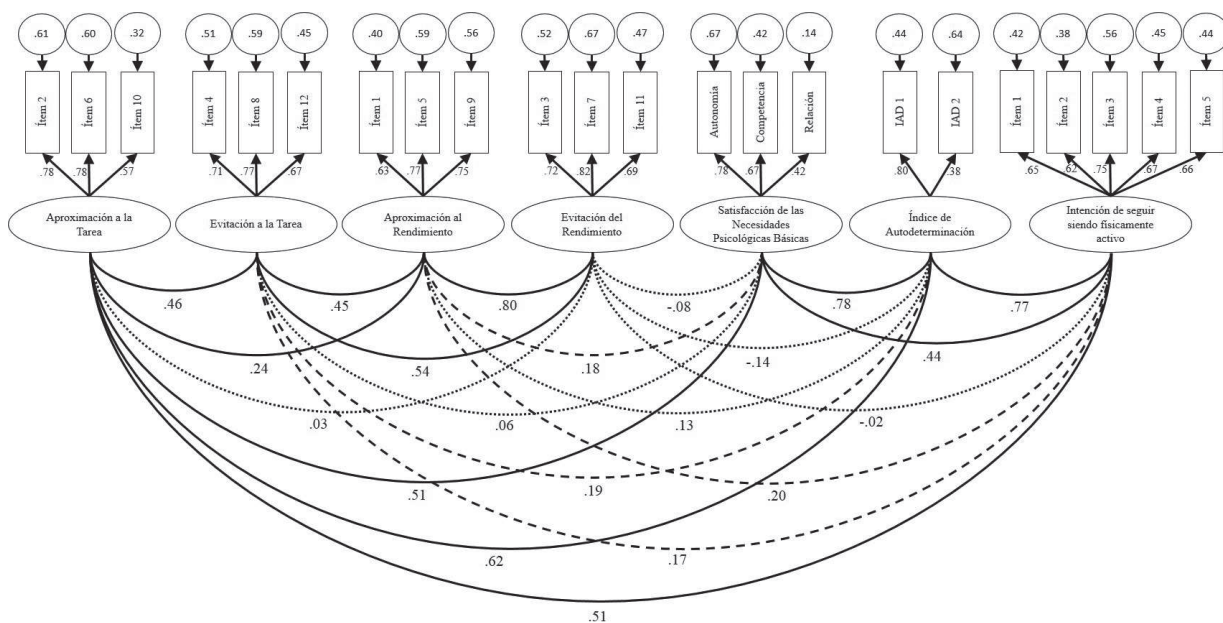 .61 .60 .32 .51 .59 .45 .40 .59 .56 .52 .67 .47 .67 .42 .14 .44 .64 .42 .38 .56 .45 .44
Ítem 2
Ítem 6
Ítem 10
Ítem 4
Ítem 8
Ítem 12
Ítem 1
Ítem 5
Ítem 9
Ítem 3
Ítem 7
Ítem 11
Autonomía
Competencia
Relación
IAD 1
IAD 2
Ítem 1
Ítem 2
Ítem 3
Ítem 4
Ítem 5
.78 .78 .57 .71 .77 .67 .63 .77 .75 .72 .82 .69 .78 .67 .42 .80 .38 .65 .62 .75 .67 .66
Aproximación a la
Tarea
Evitación a la Tarea
Aproximación al
Rendimiento
Evitación del
Rendimiento
Satisfacción de las
Necesidades
Psicológicas Básicas
Índice de
Autodeterminación
Intención de seguir
siendo físicamente
activo
.46 .45 .80 -.08 .78 .77
.24 .54 .18 -.14 .44
.03 .06 .13 -.02
.51 .19 .20
.62 .17
.51